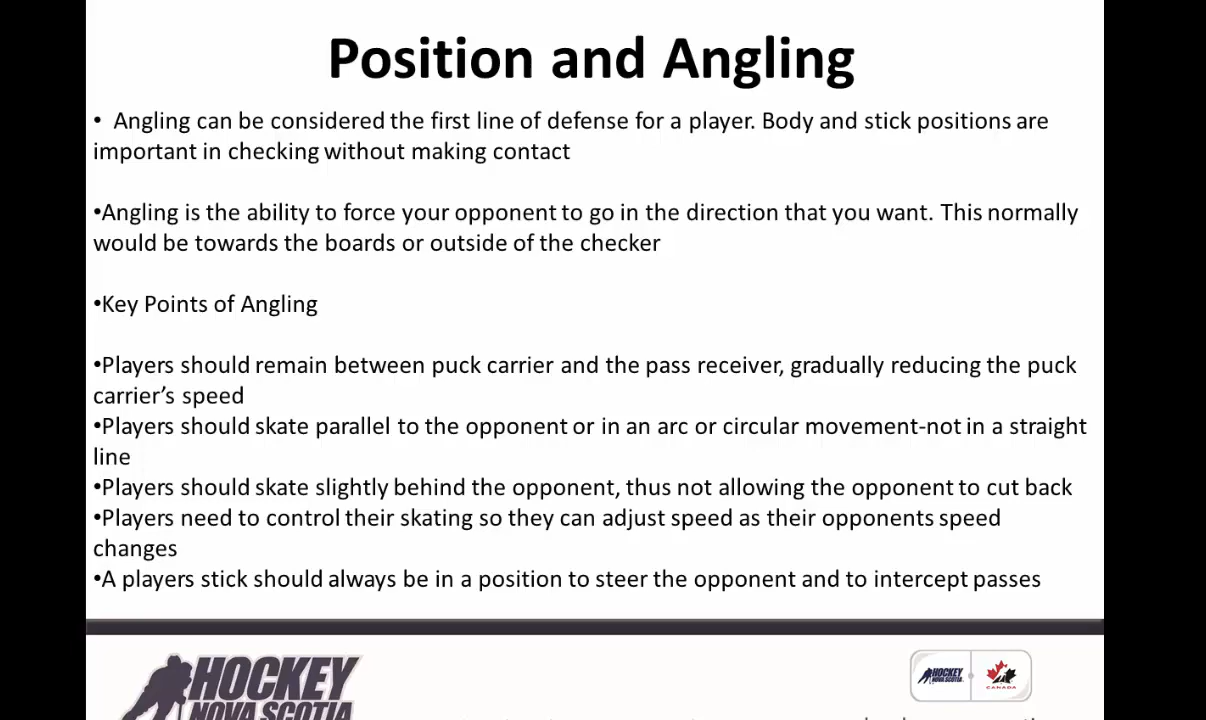 Position and Angling
• Angling can be considered the first line of defense for a player. Body and stick positions are
important in checking without making contact
•Angling is the ability to force your opponent to go in the direction that you want. This normally
would be towards the boards or outside of the checker
•Key Points of Angling
•Players should remain between puck carrier and the pass receiver, gradually reducing the puck
carrier’s speed
•Players should skate parallel to the opponent or in an arc or circular movement-not in a straight
line
•Players should skate slightly behind the opponent, thus not allowing the opponent to cut back
•Players need to control their skating so they can adjust speed as their opponents speed
changes
•A players stick should always be in a position to steer the opponent and to intercept passes
HOCKEY
NOVA SCOTIA
HOCKEY
NOVA SCOTIA
CANADA